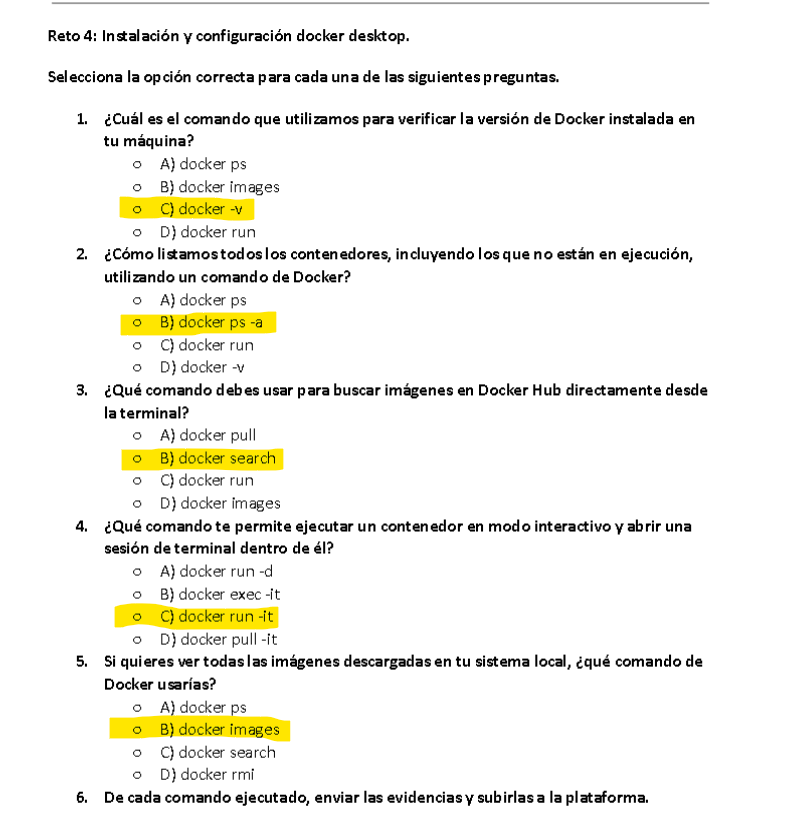 Reto 4: Instalación y configuración docker desktop.
Selecciona la opción correcta para cada una de las siguientes preguntas.
1. ¿Cuál es el comando que utilizamos para verificar la versión de Docker instalada en
tu máquina?
o A) docker ps
o B) docker images
o C) docker -v
o D) docker run
2. ¿Cómo listamos todos los contenedores, incluyendo los que no están en ejecución,
utilizando un comando de Docker?
o A) docker ps
o B) docker ps -a
o C) docker run
o D) docker -v
3. ¿Qué comando debes usar para buscar imágenes en Docker Hub directamente desde
la terminal?
o A) docker pull
o B) docker search
o C) docker run
o D) docker images
4. ¿Qué comando te permite ejecutar un contenedor en modo interactivo y abrir una
sesión de terminal dentro de él?
o A) docker run -d
o B) docker exec -it
o C) docker run -it
o D) docker pull -it
5. Si quieres ver todas las imágenes descargadas en tu sistema local, ¿qué comando de
Docker usarías?
o A) docker ps
o B) docker images
o C) docker search
o D) docker rmi
6. De cada comando ejecutado, enviar las evidencias y subirlas a la plataforma.